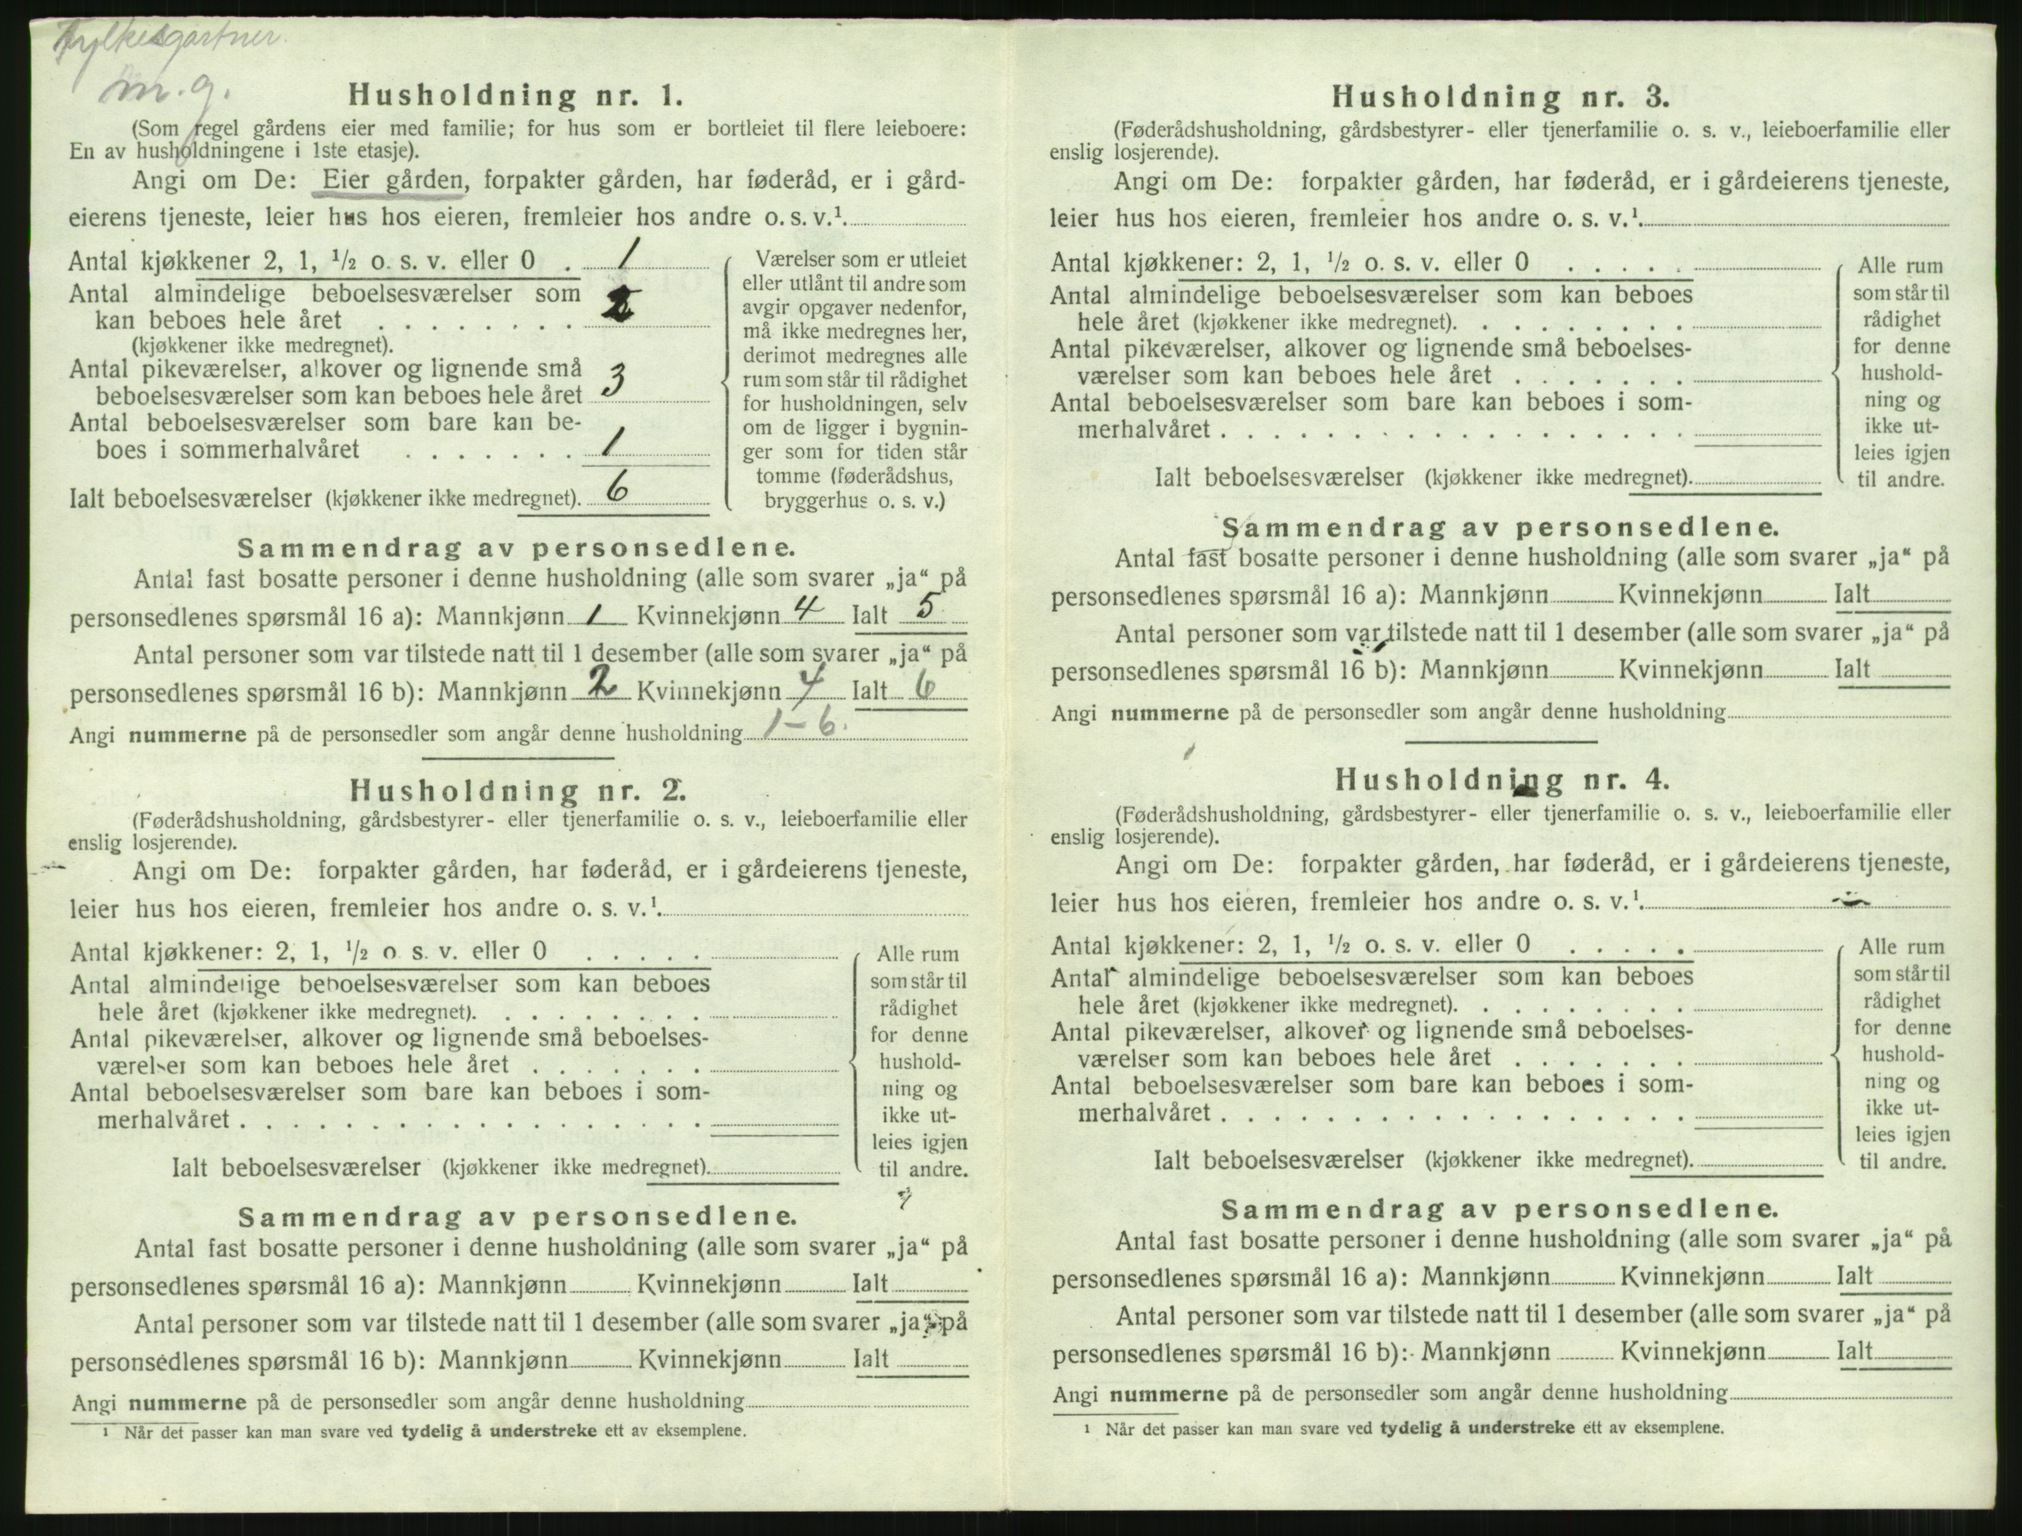 Fylkesgartner.
m.g.
Husholdning nr. 1.
(Som regel gårdens eier med familie; for hus som er bortleiet til flere leieboere:
En av husholdningene i 1ste etasje).
Angi om De: Eier gården, forpakter gården, har føderåd, er i gård-
eierens tjeneste, leier hus hos eieren, fremleier hos andre o. s. v.¹
Antal kjøkkener 2, 1, ½ o. s. v. eller 0 . 1
Antal almindelige beboelsesværelser som
kan beboes hele året . . . . . . . . 2
(kjøkkener ikke medregnet).
Antal pikeværelser, alkover og lignende små
beboelsesværelser som kan beboes hele året 3
Antal beboelsesværelser som bare kan be-
boes i sommerhalvåret . . . . . . . 1
Ialt beboelsesværelser (kjøkkener ikke medregnet). 6
Værelser som er utleiet
eller utlånt til andre som
avgir opgaver nedenfor,
må ikke medregnes her,
derimot medregnes alle
rum som står til rådighet
for husholdningen, selv
om de ligger i bygnin-
ger som for tiden står
tomme (føderådshus,
bryggerhus o. s. v.)
Sammendrag av personsedlene.
Antal fast bosatte personer i denne husholdning (alle som svarer „ja“ på
personsedlenes spørsmål 16 a): Mannkjønn 1 Kvinnekjønn 4 Ialt 5
Antal personer som var tilstede natt til 1 desember (alle som svarer „ja“ på
personsedlenes spørsmål 16 b): Mannkjønn 2 Kvinnekjønn 4 Ialt 6
Angi nummerne på de personsedler som angår denne husholdning 1-6.
Husholdning nr. 2.
(Føderådshusholdning, gårdsbestyrer- eller tjenerfamilie o. s. v., leieboerfamilie eller
enslig losjerende).
Angi om De: forpakter gården, har føderåd, er i gårdeierens tjeneste,
leier hus hos eieren, fremleier hos andre o. s. v.¹
Antal kjøkkener: 2, 1, ½ o. s. v. eller 0 . . . . .
Antal almindelige beboelsesværelser som kan beboes
hele året (kjøkkener ikke medregnet). . . . . . . . .
Antal pikeværelser, alkover og lignende små beboelses-
værelser som kan beboes hele året . . . . . . .
Antal beboelsesværelser som bare kan beboes i som-
merhalvåret . . . . . . . . . . . . . . . . . .
Ialt beboelsesværelser (kjøkkener ikke medregnet).
Alle rum
som står til
rådighet
for denne
hushold-
ning og
ikke ut-
leies igjen
til andre.
Sammendrag av personsedlene.
Antal fast bosatte personer i denne husholdning (alle som svarer „ja“ på
personsedlenes spørsmål 16 a): Mannkjønn Kvinnekjønn Ialt
Antal personer som var tilstede natt til 1 desember (alle som svarer „ja“ på
personsedlenes spørsmål 16 b): Mannkjønn Kvinnekjønn Ialt
Angi nummerne på de personsedler som angår denne husholdning
¹ Når det passer kan man svare ved tydelig å understreke ett av eksemplene.
Husholdning nr. 3.
(Føderådshusholdning, gårdsbestyrer- eller tjenerfamilie o. s. v., leieboerfamilie eller
enslig losjerende).
Angi om De: forpakter gården, har føderåd, er i gårdeierens tjeneste,
leier hus hos eieren, fremleier hos andre o. s. v.¹
Antal kjøkkener: 2, 1, ½ o. s. v. eller 0 . . . . .
Antal almindelige beboelsesværelser som kan beboes
hele året (kjøkkener ikke medregnet). . . . . . . . .
Antal pikeværelser, alkover og lignende små beboelses-
værelser som kan beboes hele året . . . . . . .
Antal beboelsesværelser som bare kan beboes i som-
merhalvåret . . . . . . . . . . . . . . . . . .
Ialt beboelsesværelser (kjøkkener ikke medregnet).
Alle rum
som står til
rådighet
for denne
hushold-
ning og
ikke ut-
leies igjen
til andre.
Sammendrag av personsedlene.
Antal fast bosatte personer i denne husholdning (alle som svarer „ja“ på
personsedlenes spørsmål 16 a): Mannkjønn Kvinnekjønn Ialt
Antal personer som var tilstede natt til 1 desember (alle som svarer „ja“ på
personsedlenes spørsmål 16 b): Mannkjønn Kvinnekjønn Ialt
Angi nummerne på de personsedler som angår denne husholdning
Husholdning nr. 4.
(Føderådshusholdning, gårdsbestyrer- eller tjenerfamilie o. s. v., leieboerfamilie eller
enslig losjerende).
Angi om De: forpakter gården, har føderåd, er i gårdeierens tjeneste,
leier hus hos eieren, fremleier hos andre o. s. v.¹
Antal kjøkkener: 2, 1, ½ o. s. v. eller 0 . . . . .
Antal almindelige beboelsesværelser som kan beboes
hele året (kjøkkener ikke medregnet). . . . . . . . .
Antal pikeværelser, alkover og lignende små beboelses-
værelser som kan beboes hele året . . . . . . .
Antal beboelsesværelser som bare kan beboes i som-
merhalvåret . . . . . . . . . . . . . . . . . .
Ialt beboelsesværelser (kjøkkener ikke medregnet).
Alle rum
som står til
rådighet
for denne
hushold-
ning og
ikke ut-
leies igjen
til andre.
Sammendrag av personsedlene.
Antal fast bosatte personer i denne husholdning (alle som svarer „ja“ på
personsedlenes spørsmål 16 a): Mannkjønn Kvinnekjønn Ialt
Antal personer som var tilstede natt til 1 desember (alle som svarer „ja“ på
personsedlenes spørsmål 16 b): Mannkjønn Kvinnekjønn Ialt
Angi nummerne på de personsedler som angår denne husholdning
¹ Når det passer kan man svare ved tydelig å understreke ett av eksemplene.